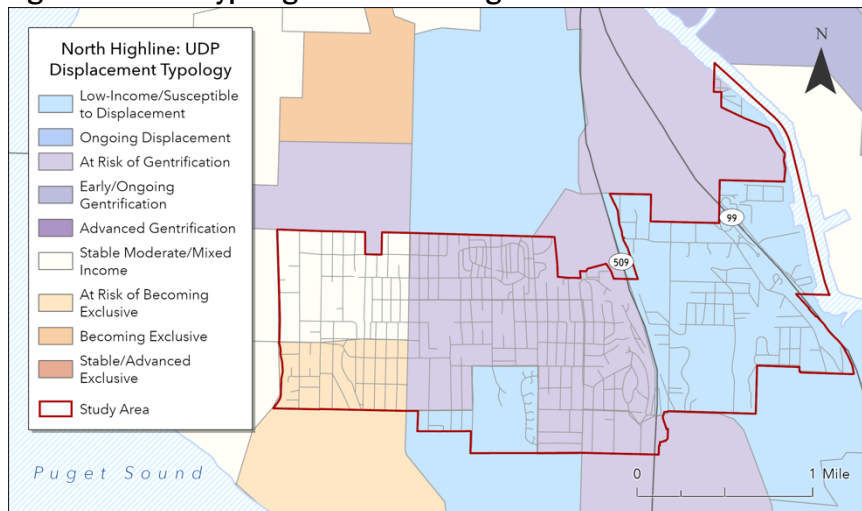 North Highline: UDP
Displacement Typology
Low-Income/Susceptible
to Displacement
Ongoing Displacement
At Risk of Gentrification
Early/Ongoing
Gentrification
Advanced Gentrification
Stable Moderate/Mixed
Income
At Risk of Becoming
Exclusive
Becoming Exclusive
Stable/Advanced
Exclusive
Study Area
N
99
509
Puget Sound
0 1 Mile